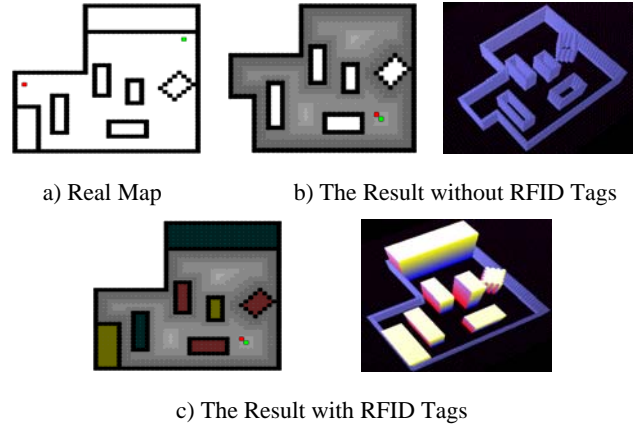 a) Real Map
b) The Result without RFID Tags
c) The Result with RFID Tags